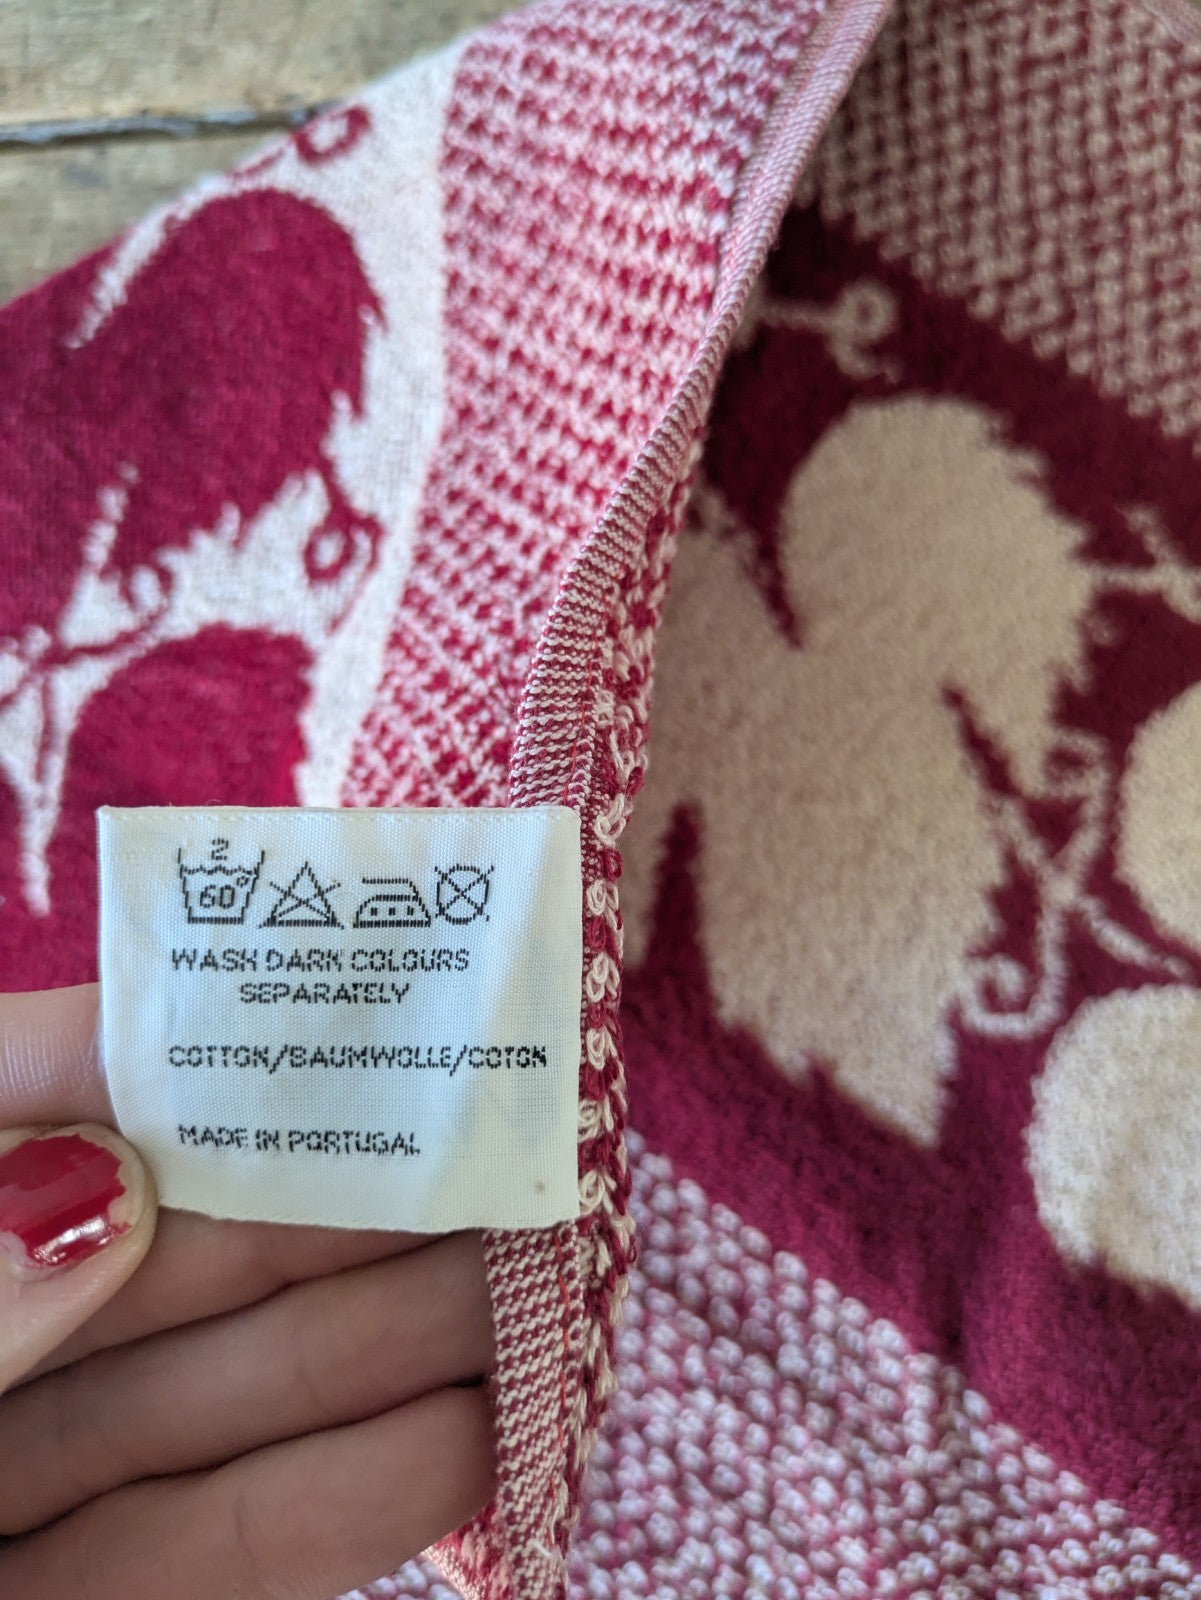 2
60°
WASH DARK COLOURS
SEPARATELY
COTTON/BAUMWOLLE/COTON
MADE IN PORTUGAL